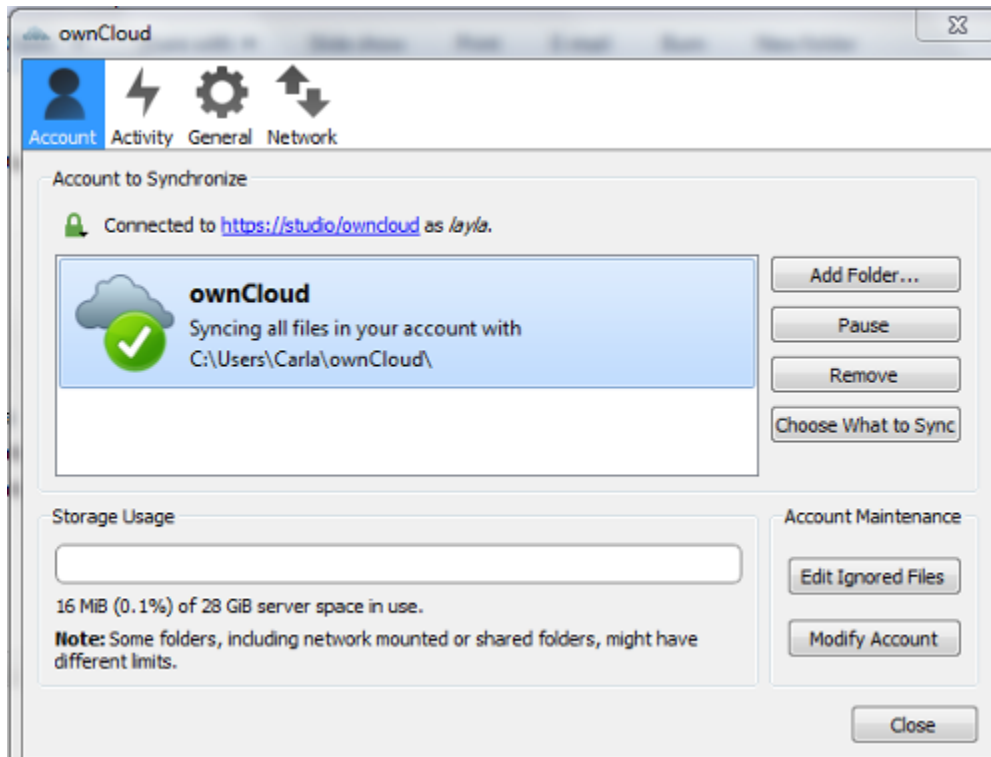 ownCloud
Account Activity General Network
Account to Synchronize
Connected to https://studio/owncloud as layla.
ownCloud
Syncing all files in your account with
C:\Users\Carla\ownCloud\
Add Folder...
Pause
Remove
Choose What to Sync
Storage Usage
16 MiB (0.1%) of 28 GiB server space in use.
Note: Some folders, including network mounted or shared folders, might have
different limits.
Account Maintenance
Edit Ignored Files
Modify Account
Close